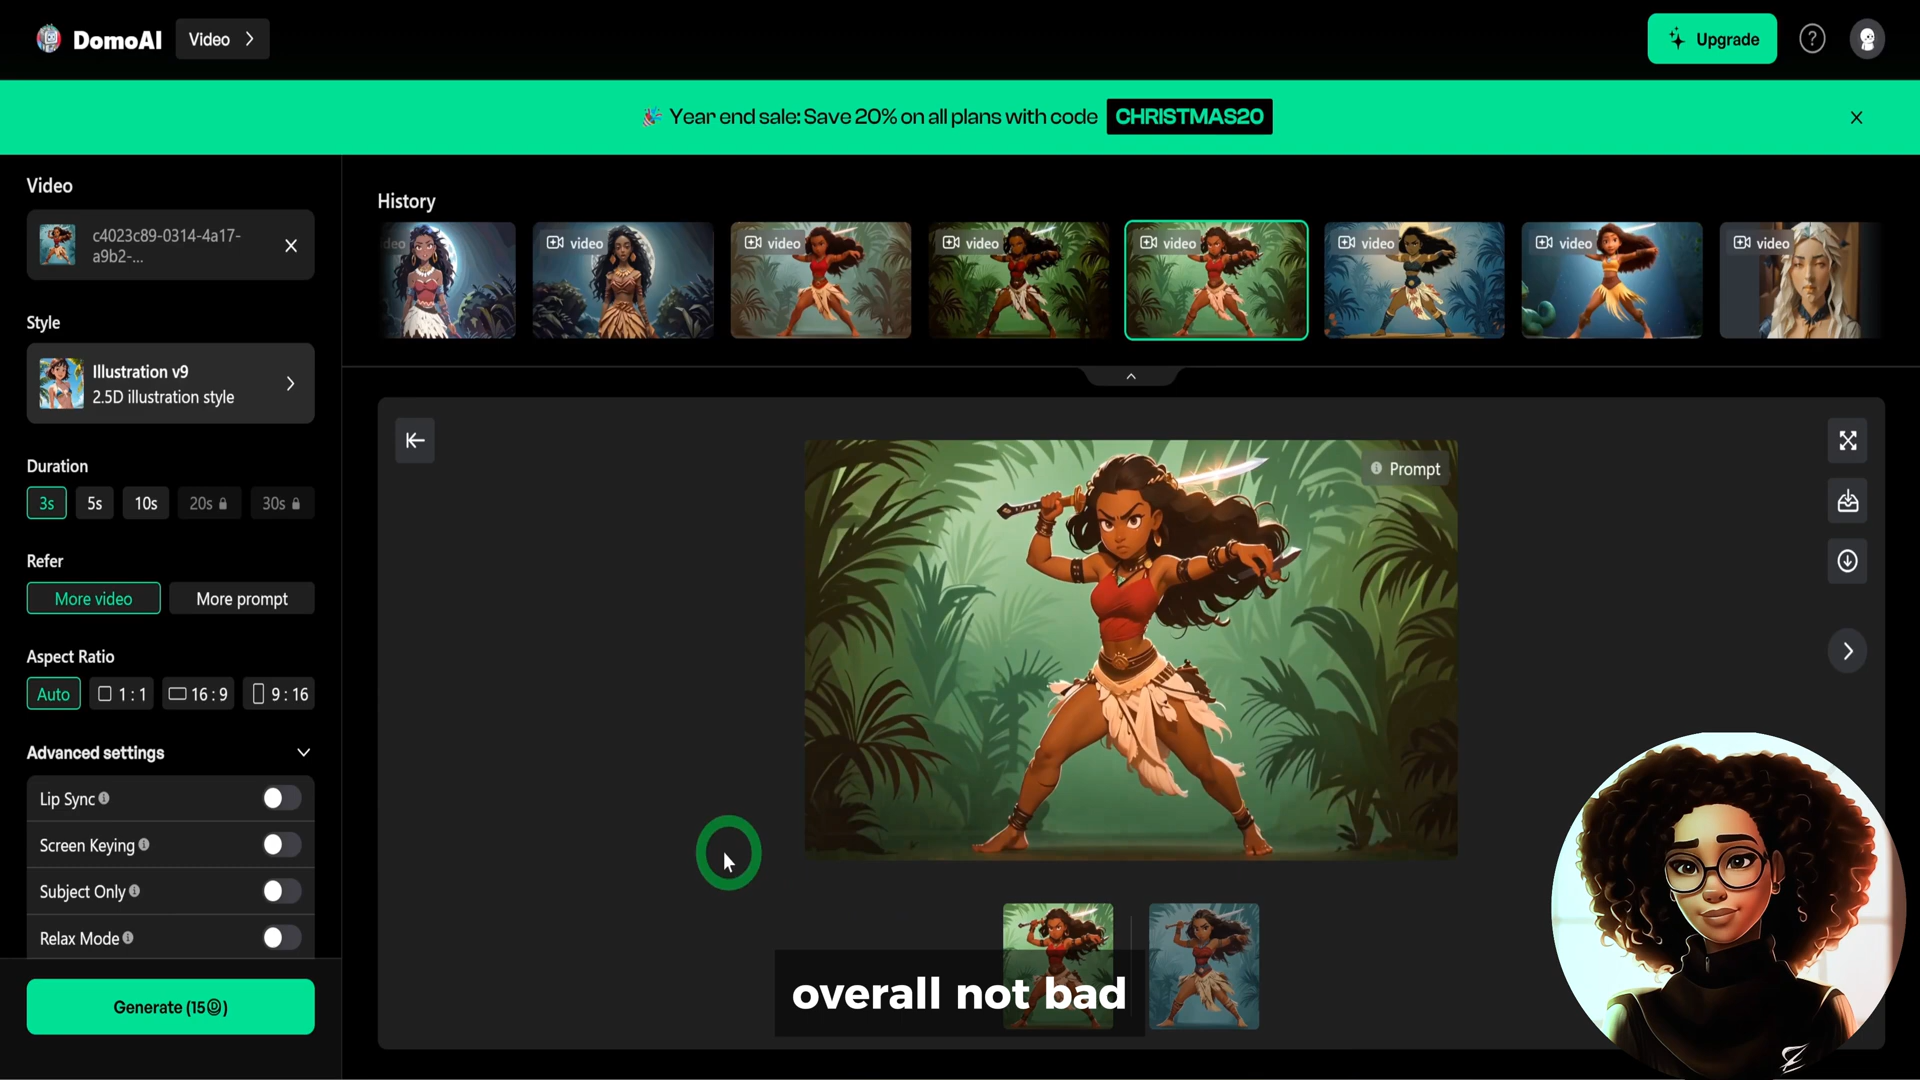 DomoAI
Video
Upgrade
?
Year end sale: Save 20% on all plans with code CHRISTMAS20
Video
c4023c89-0314-4a17-
a9b2-...
Style
Illustration v9
2.5D illustration style
Duration
3s 5s 10s 20s 30s
Refer
More video More prompt
Aspect Ratio
Auto 1 : 1 16 : 9 9 : 16
Advanced settings
Lip Sync
Screen Keying
Subject Only
Relax Mode
Generate (15)
History
deo video video video video video video video
Prompt
overall not bad